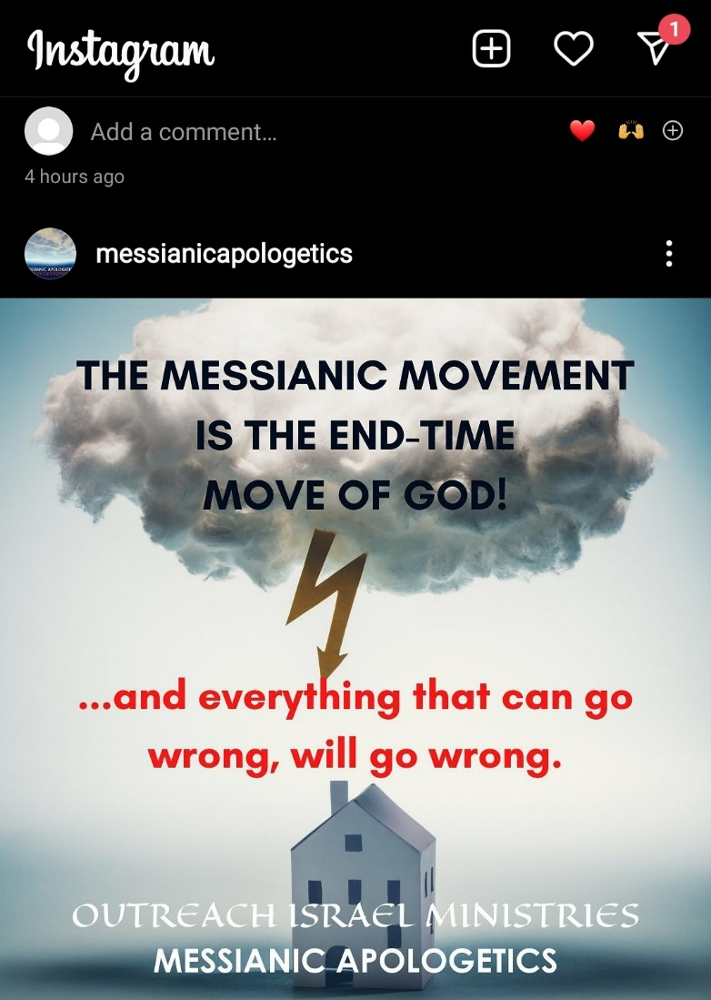 Instagram
1
Add a comment...
4 hours ago
messianicapologetics
THE MESSIANIC MOVEMENT
IS THE END-TIME
MOVE OF GOD!
...and everything that can go
wrong, will go wrong.
OUTREACH ISRAEL MINISTRIES
MESSIANIC APOLOGETICS